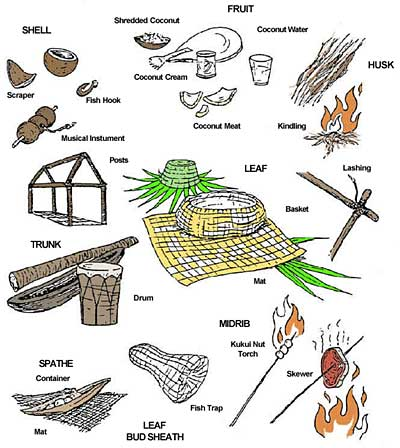 FRUIT
Shredded Coconut
Coconut Water
SHELL
Coconut Cream
HUSK
Scraper
Fish Hook
Coconut Meat
Kindling
Musical Instument
Posts
LEAF
Lashing
Basket
TRUNK
Mat
Drum
MIDRIB
Kukui Nut
Torch
SPATHE
Skewer
Container
Fish Trap
Mat
LEAF
BUD SHEATH